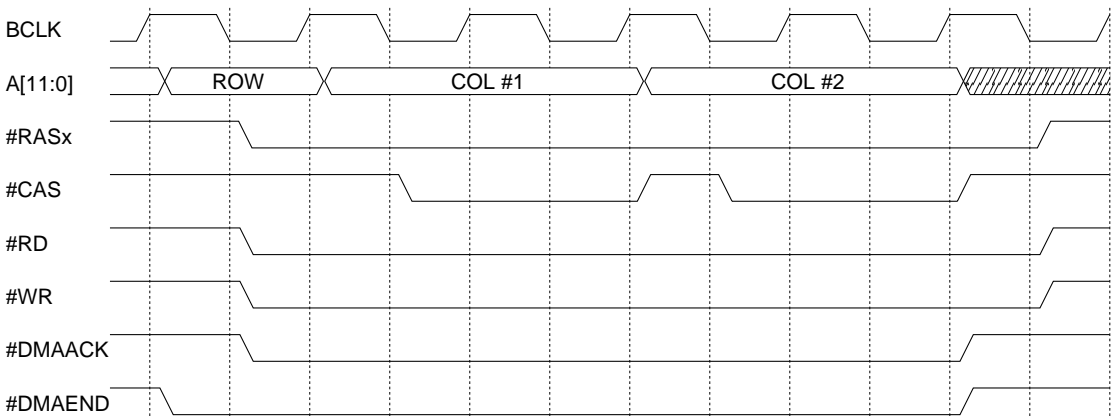 BCLK
A[11:0] ROW COL #1 COL #2
#RASx
#CAS
#RD
#WR
#DMAACK
#DMAEND